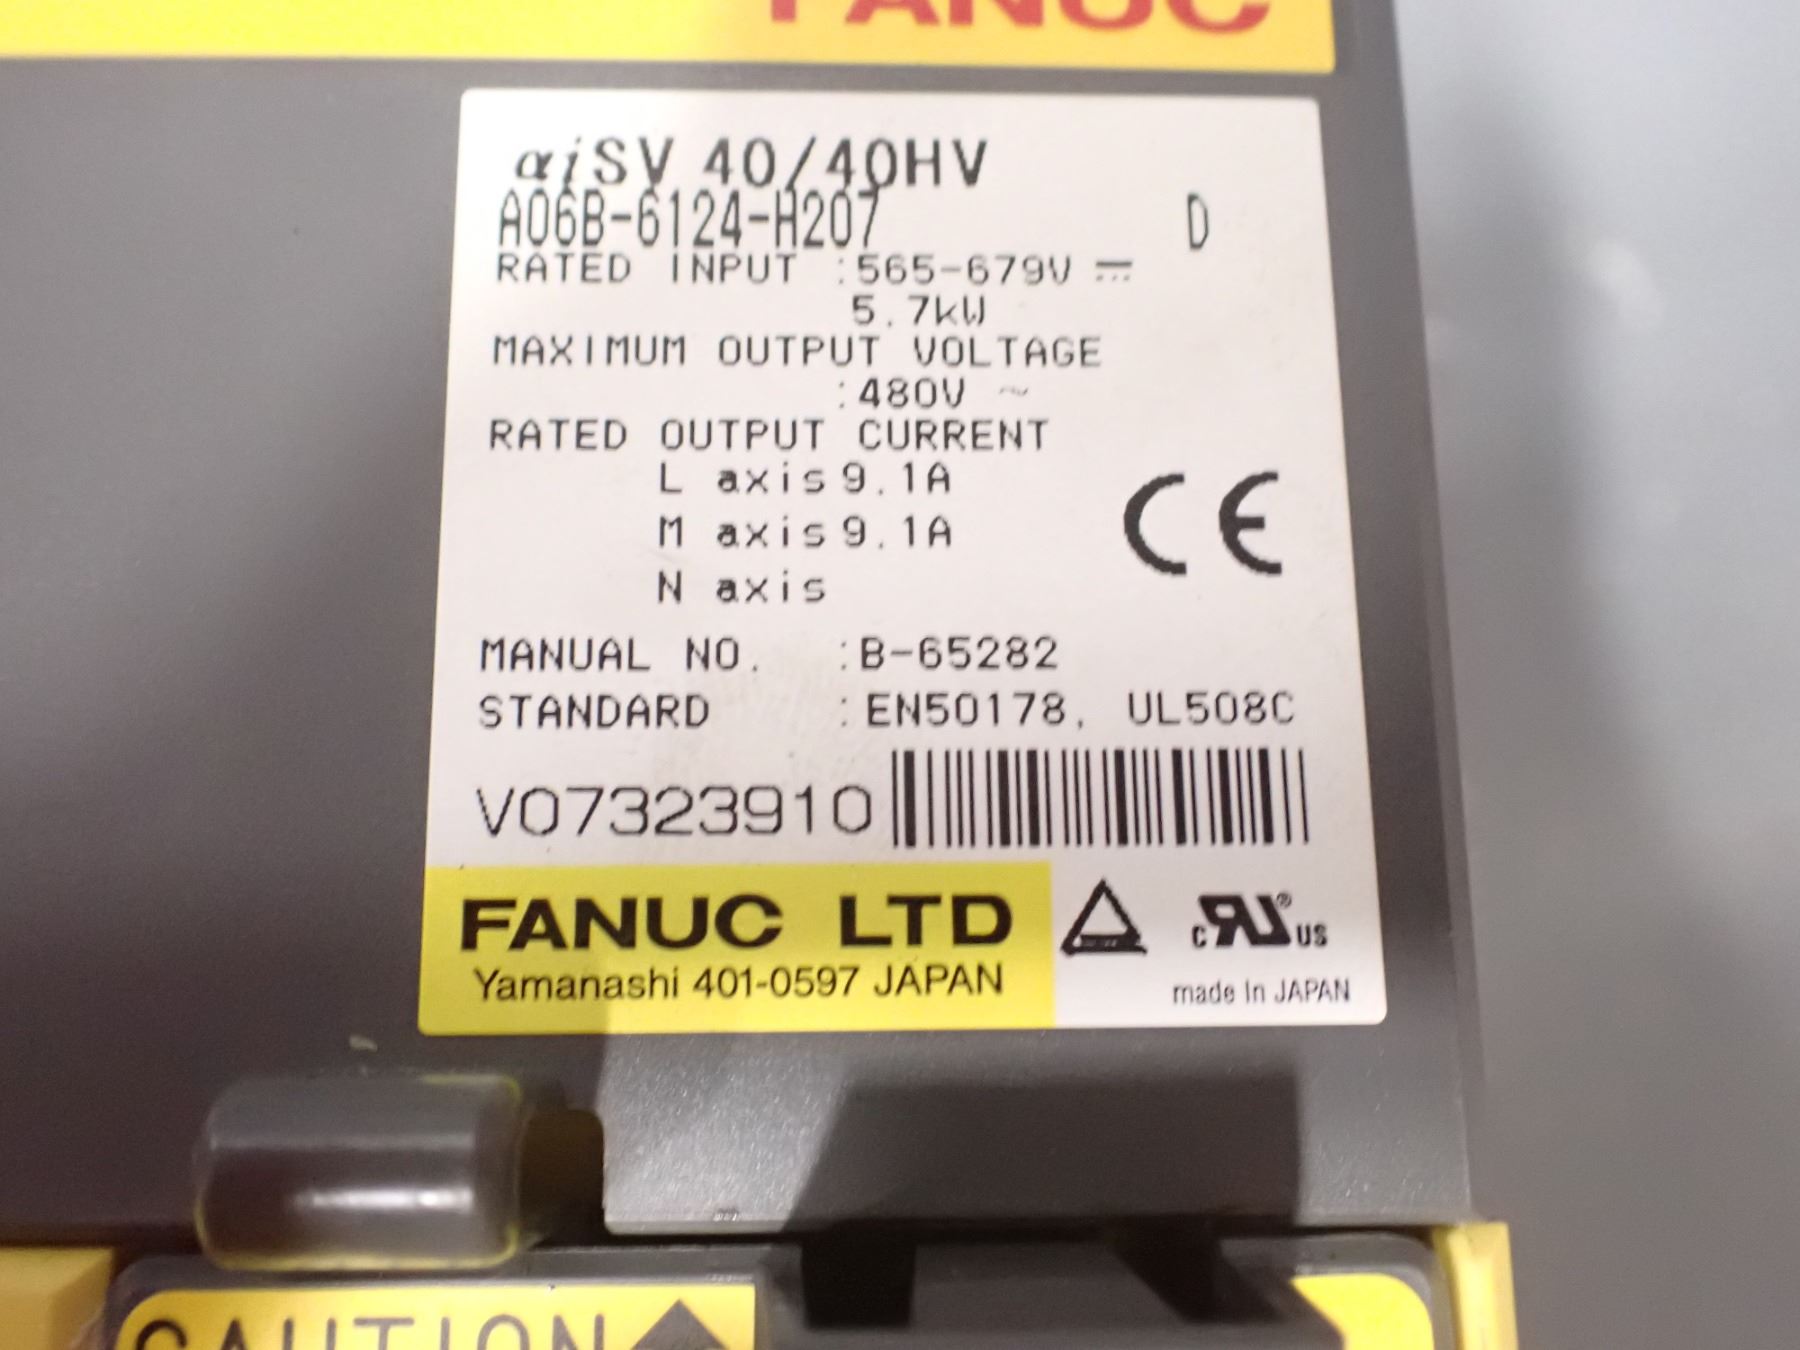 FANUC
αiSV 40/40HV
A06B-6124-H207 D
RATED INPUT :565-679V ⎓
5.7kW
MAXIMUM OUTPUT VOLTAGE
:480V ~
RATED OUTPUT CURRENT
L axis 9.1A
M axis 9.1A
N axis
CE
MANUAL NO. :B-65282
STANDARD :EN50178, UL508C
V07323910
FANUC LTD
Yamanashi 401-0597 JAPAN
c RU ® US
made in JAPAN
CAUTION